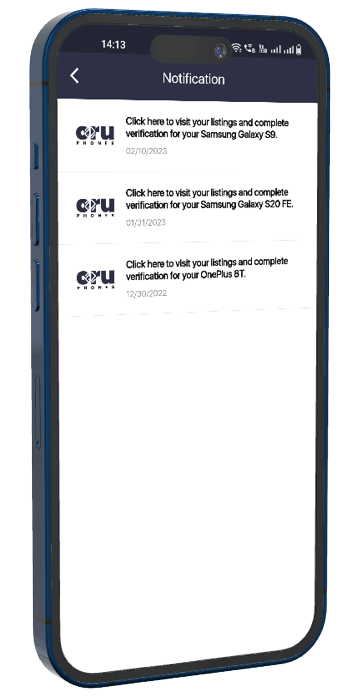 14:13
Notification
Click here to visit your listings and complete
oru
verification for your Samsung Galaxy S9.
PHONES
02/10/2023
Click here to visit your listings and complete
oru
verification for your Samsung Galaxy S20 FE.
PHONES
01/31/2023
Click here to visit your listings and complete
oru
verification for your OnePlus 8T.
PHONES
12/30/2022